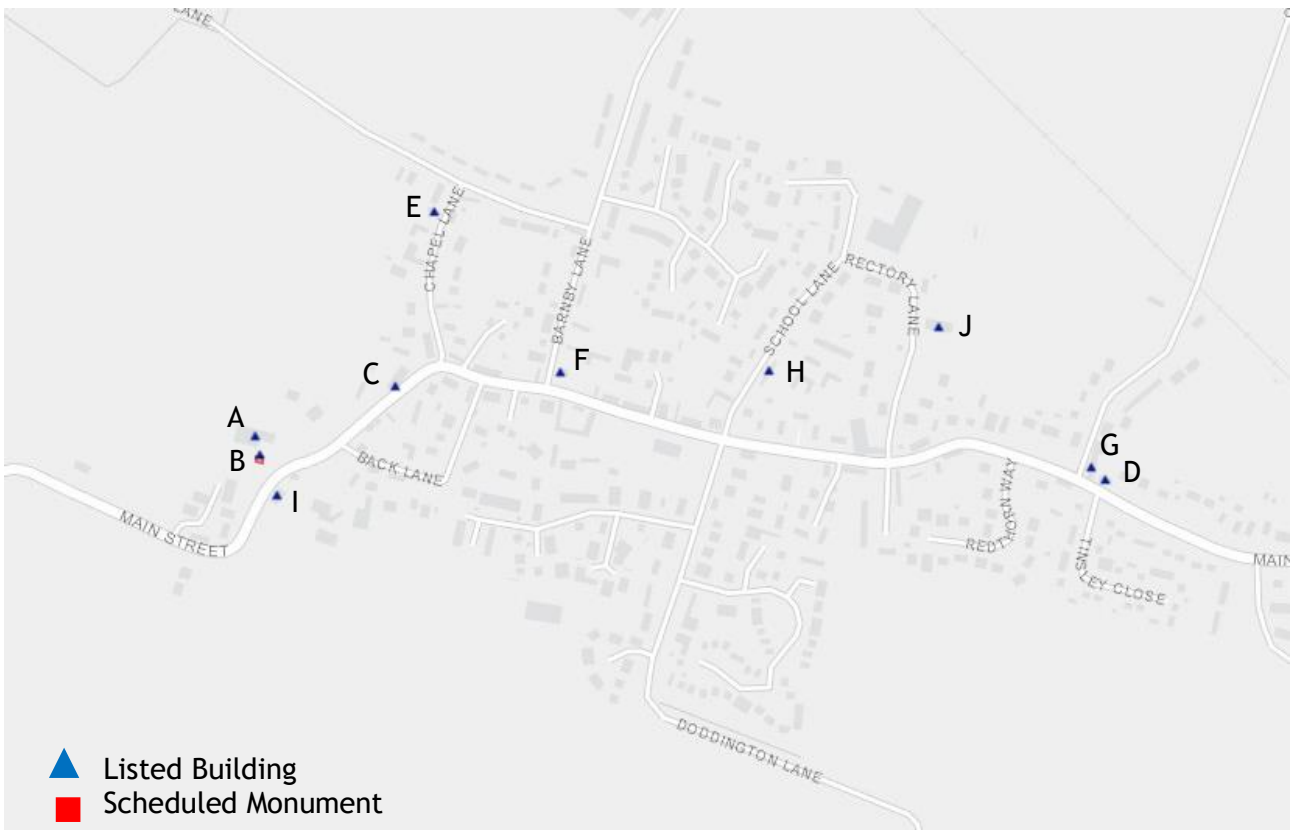 LANE
E
CHAPEL LANE
BARNBY LANE
SCHOOL LANE
RECTORY LANE
J
F
H
C
A
B
BACK LANE
I
G
D
MAIN STREET
REDTHORN WAY
MAIN
TINSLEY CLOSE
DODDINGTON LANE
Listed Building
Scheduled Monument